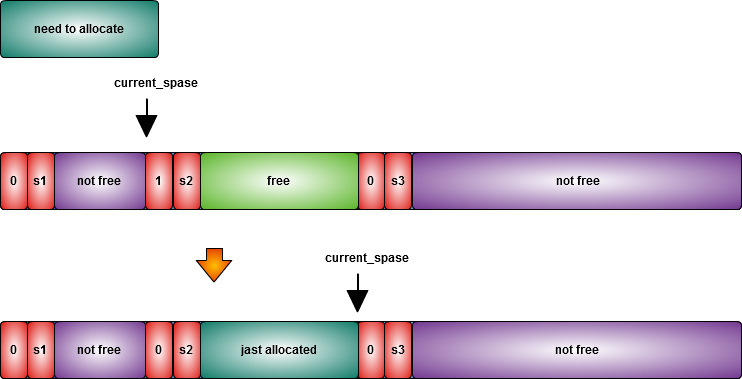 need to allocate
current_spase
0 s1 not free 1 s2 free 0 s3 not free
current_spase
0 s1 not free 0 s2 jast allocated 0 s3 not free